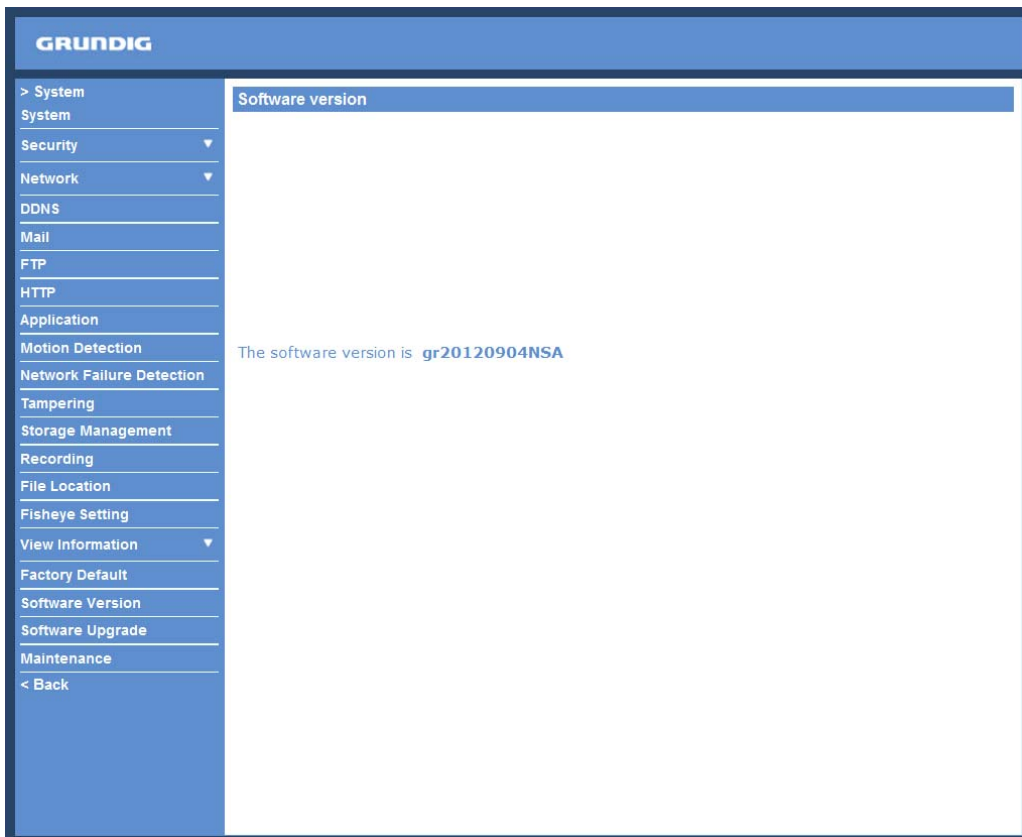 GRUNDIG
> System
System
Security
Network
DDNS
Mail
FTP
HTTP
Application
Motion Detection
Network Failure Detection
Tampering
Storage Management
Recording
File Location
Fisheye Setting
View Information
Factory Default
Software Version
Software Upgrade
Maintenance
< Back
Software version
The software version is gr20120904NSA